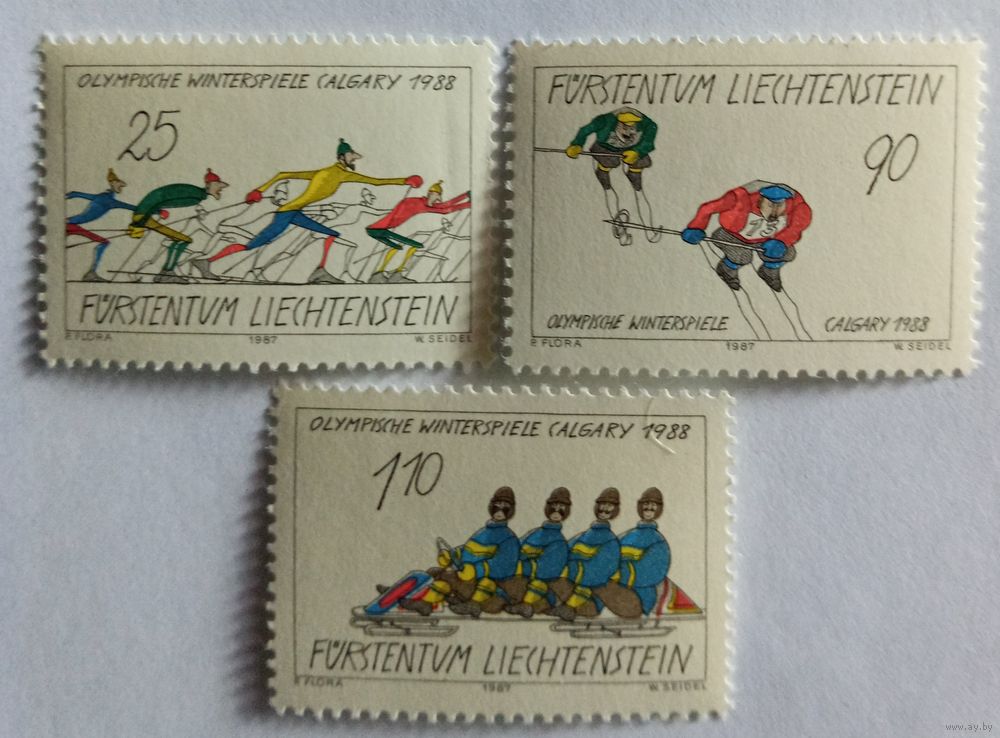 OLYMPISCHE WINTERSPIELE CALGARY 1988
25
FÜRSTENTUM LIECHTENSTEIN
P. FLORA 1987 W. SEIDEL
FÜRSTENTUM LIECHTENSTEIN
90
13
OLYMPISCHE WINTERSPIELE CALGARY 1988
P. FLORA 1987 W. SEIDEL
OLYMPISCHE WINTERSPIELE CALGARY 1988
110
FÜRSTENTUM LIECHTENSTEIN
P. FLORA 1987 W. SEIDEL
www.ay.by